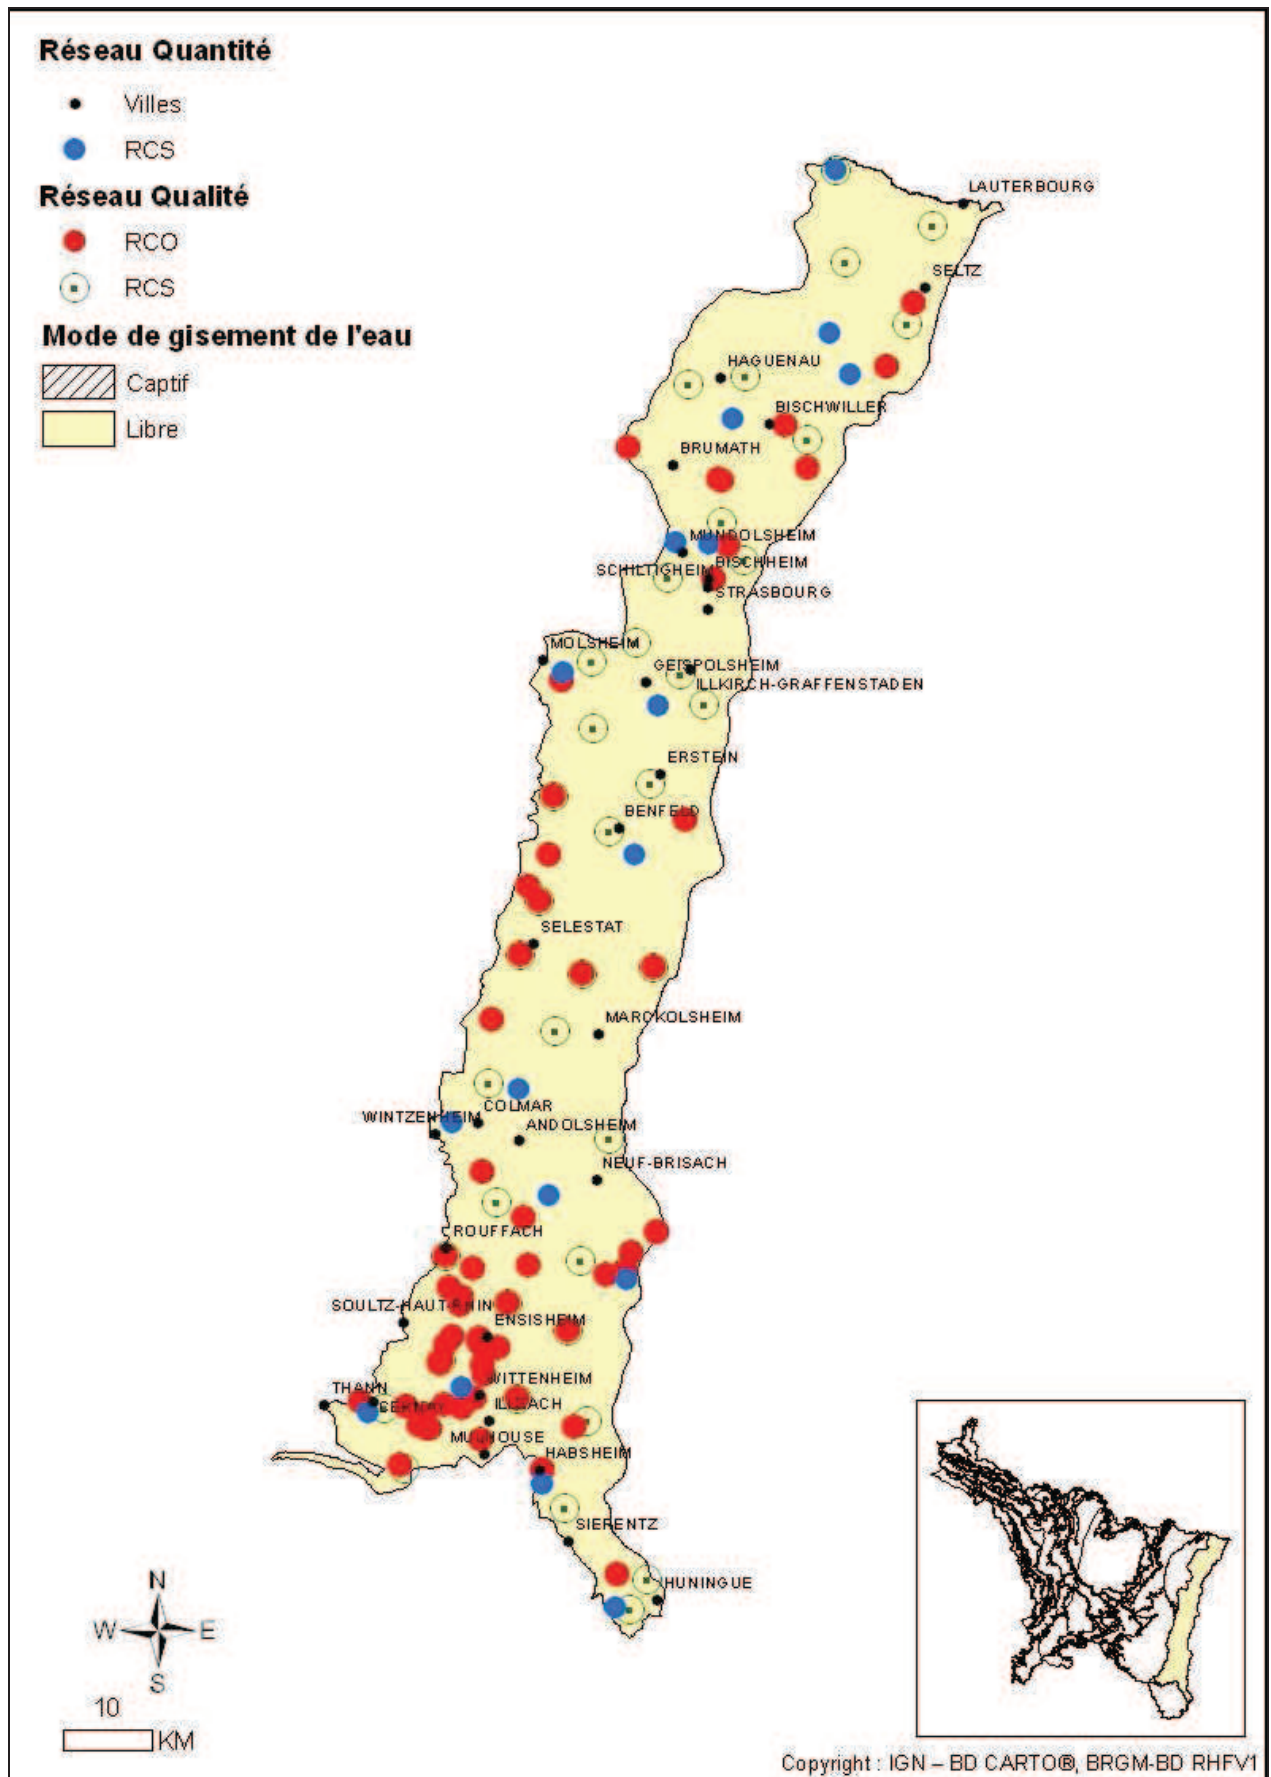 Réseau Quantité
Villes
RCS
Réseau Qualité
RCO
RCS
Mode de gisement de l'eau
Captif
Libre
LAUTERBOURG
SELTZ
HAGUENAU
BISCHWILLER
BRUMATH
MUNDOLSHEIM
BISCHHEIM
SCHILTIGHEIM
STRASBOURG
MOLSHEIM
GEISPOLSHEIM
ILLKIRCH-GRAFFENSTADEN
ERSTEIN
BENFELD
SELESTAT
MARCKOLSHEIM
COLMAR
WINTZENHEIM
ANDOLSHEIM
NEUF-BRISACH
ROUFFACH
SOULTZ-HAUT-RHIN
ENSISHEIM
WITTENHEIM
THANN
CERNAY
ILLZACH
MULHOUSE
HABSHEIM
SIERENTZ
HUNINGUE
N
W E
S
10
KM
Copyright : IGN – BD CARTO®, BRGM-BD RHFV1